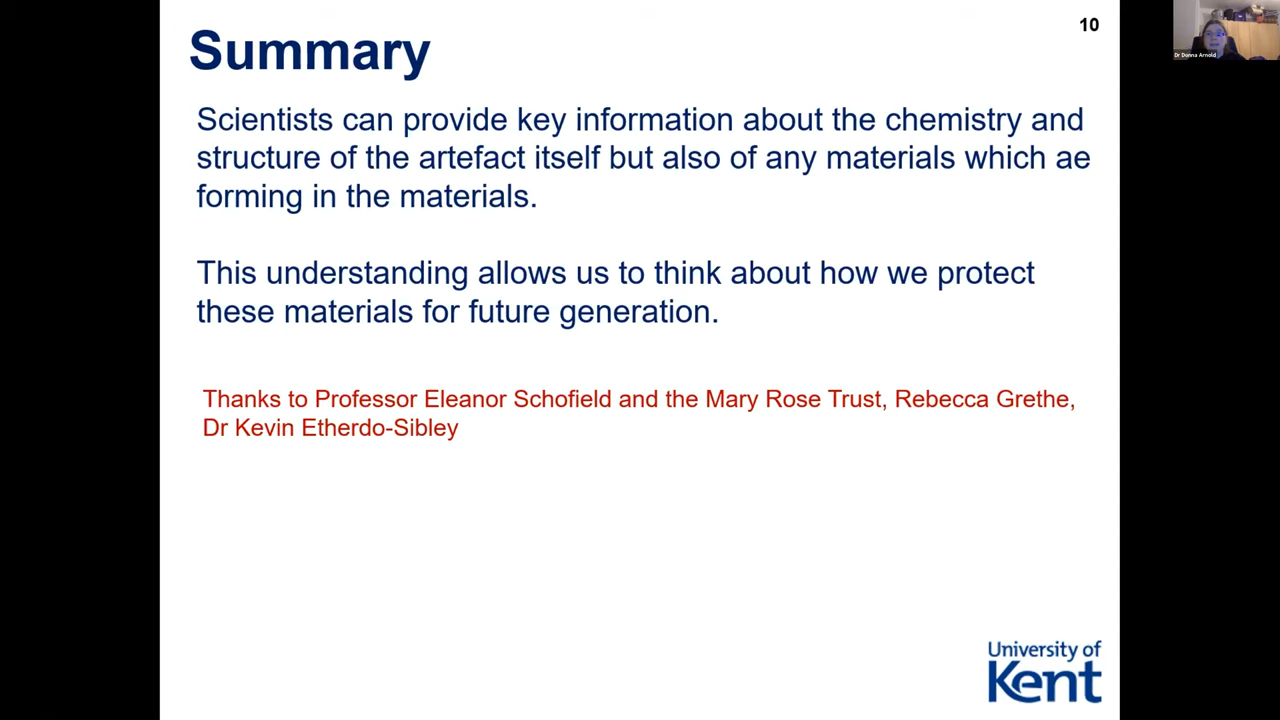 10
Summary
Dr Donna Arnold
Scientists can provide key information about the chemistry and
structure of the artefact itself but also of any materials which ae
forming in the materials.
This understanding allows us to think about how we protect
these materials for future generation.
Thanks to Professor Eleanor Schofield and the Mary Rose Trust, Rebecca Grethe,
Dr Kevin Etherdo-Sibley
University of
Kent